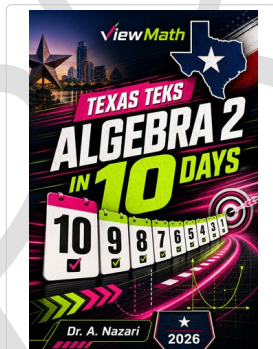 ViewMath
TEXAS TEKS
ALGEBRA 2
IN 10 DAYS
10 9 8 7 6 5 4 3 1
Dr. A. Nazari
2026